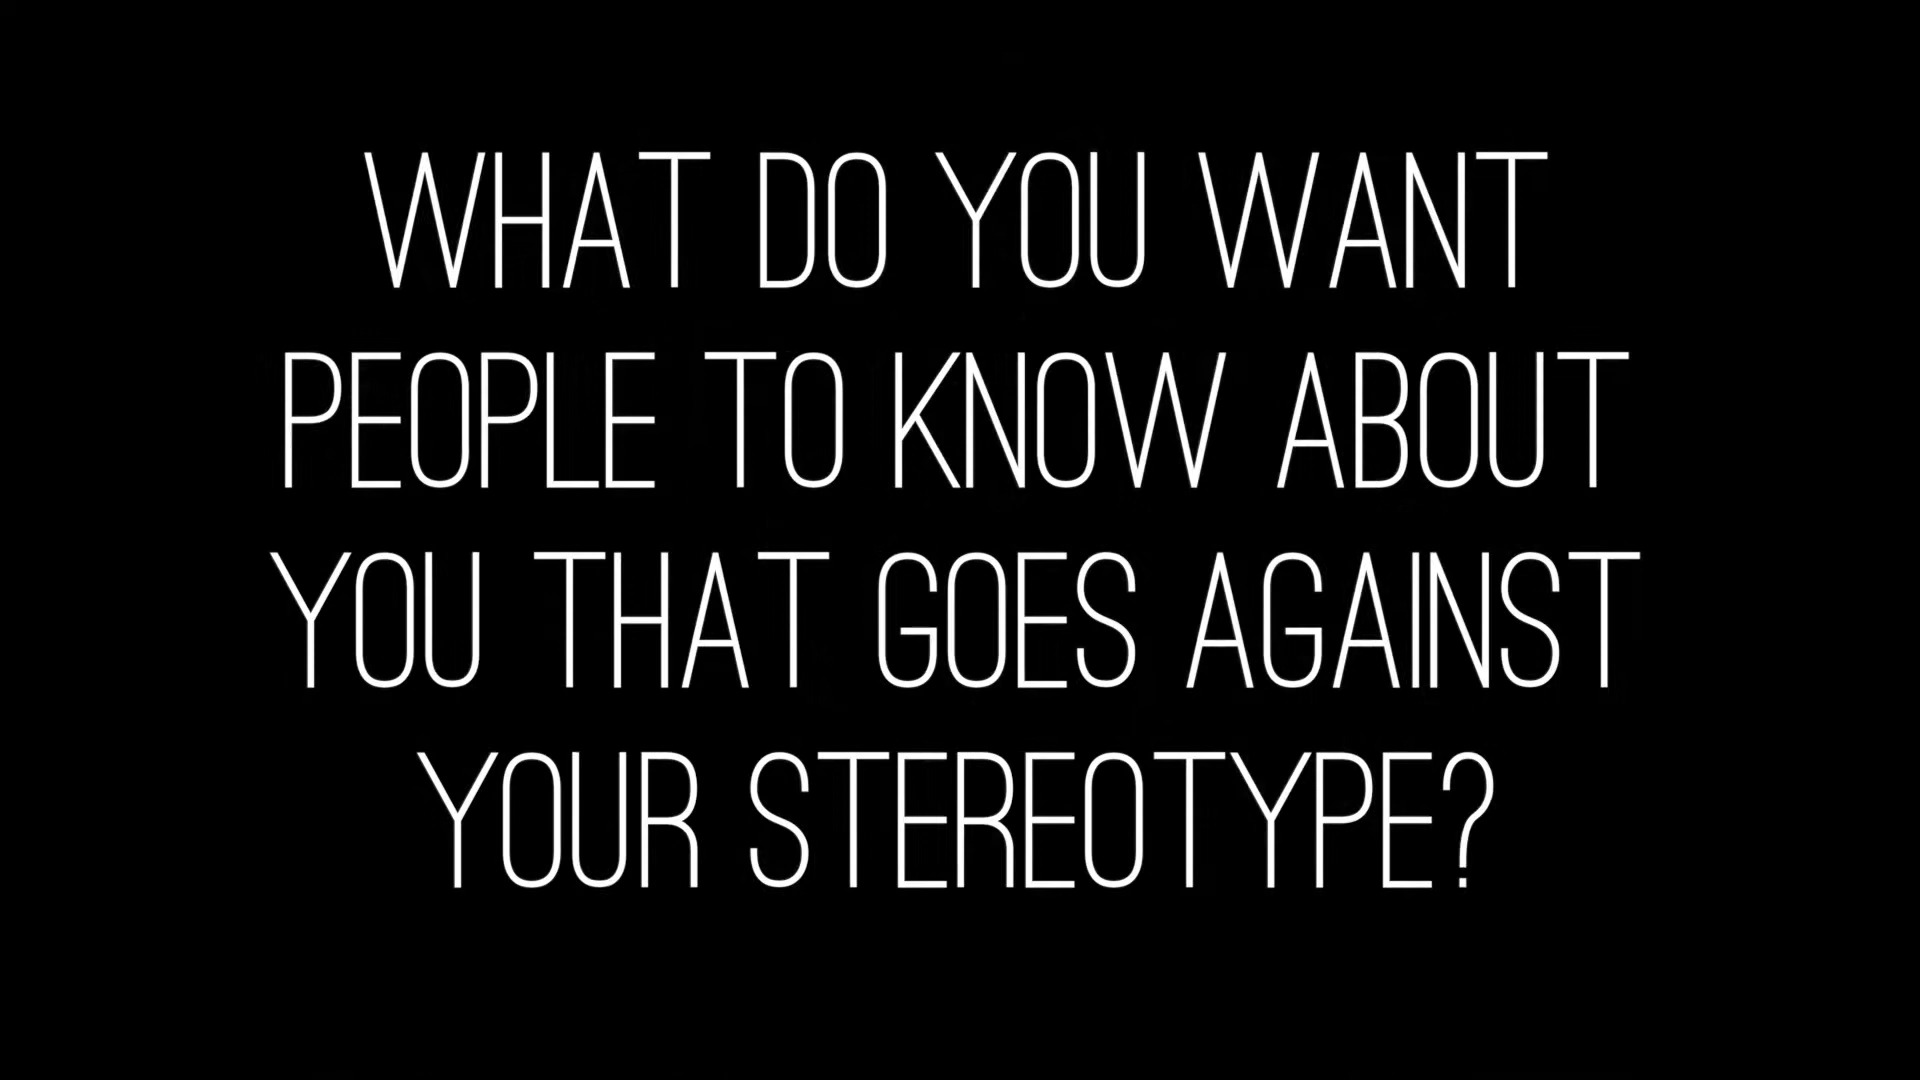 WHAT DO YOU WANT
PEOPLE TO KNOW ABOUT
YOU THAT GOES AGAINST
YOUR STEREOTYPE?